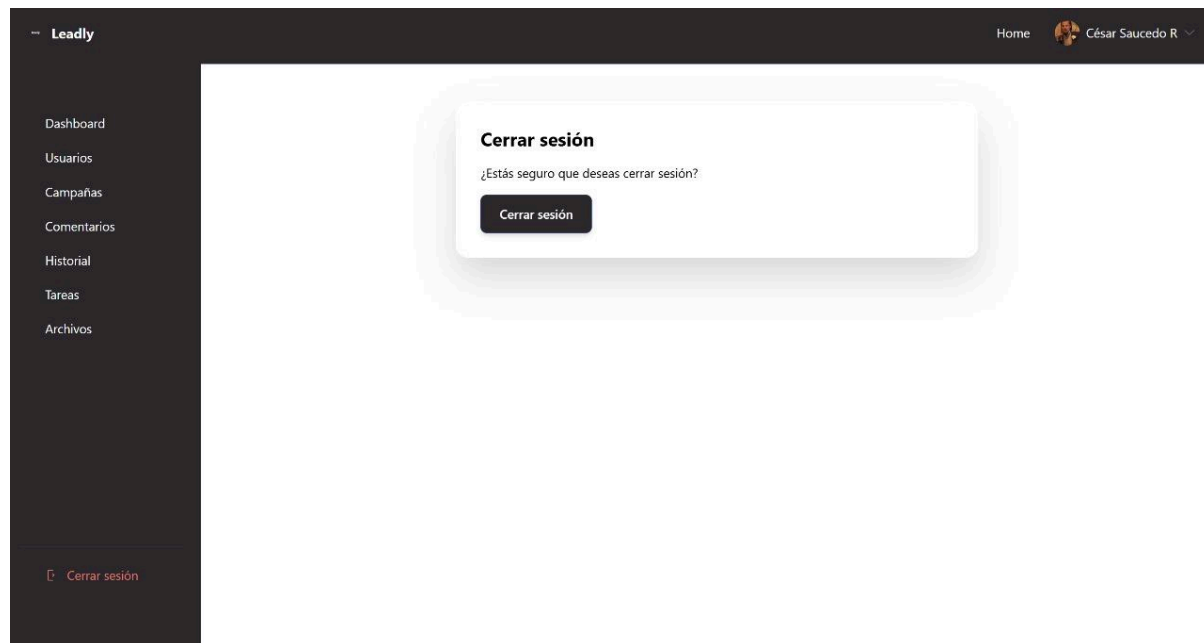 Leadly
Home
César Saucedo R
Dashboard
Usuarios
Campañas
Comentarios
Historial
Tareas
Archivos
Cerrar sesión
Cerrar sesión
¿Estás seguro que deseas cerrar sesión?
Cerrar sesión